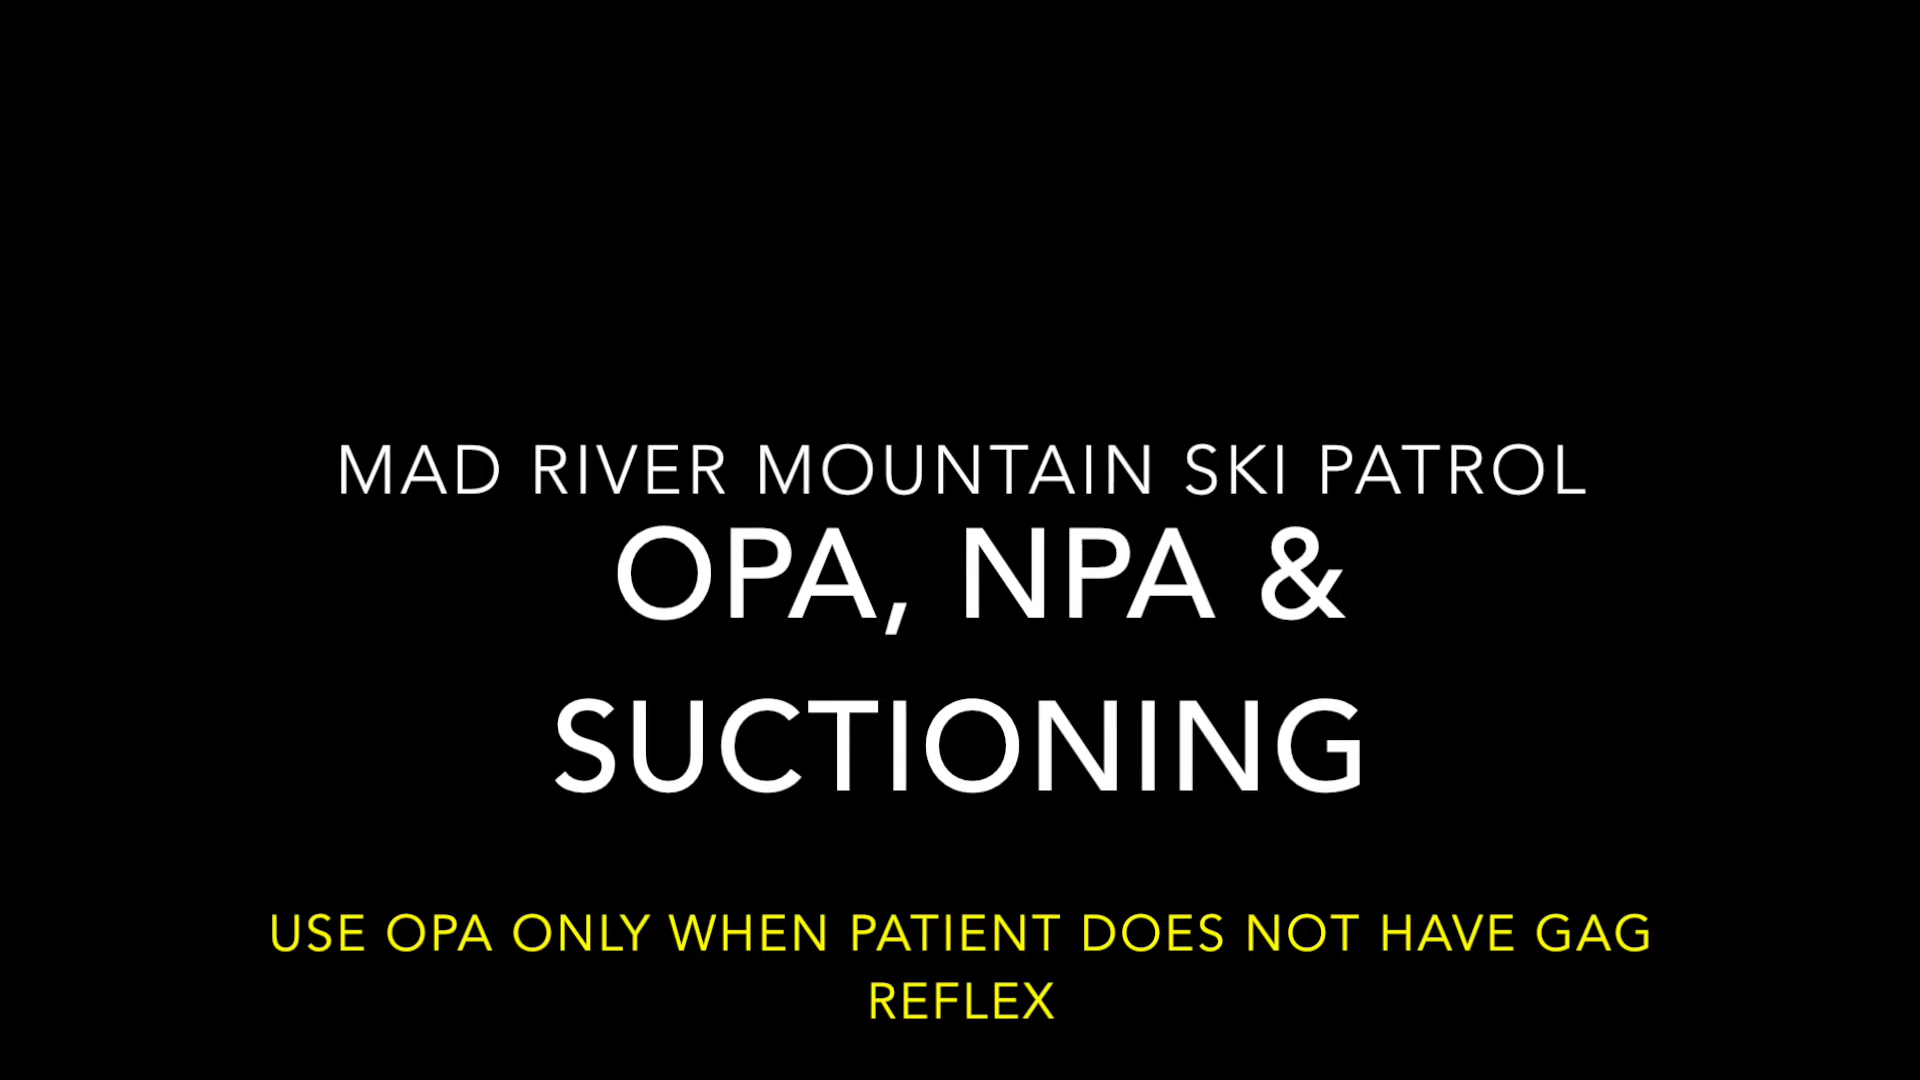 MAD RIVER MOUNTAIN SKI PATROL
OPA, NPA &
SUCTIONING
USE OPA ONLY WHEN PATIENT DOES NOT HAVE GAG
REFLEX